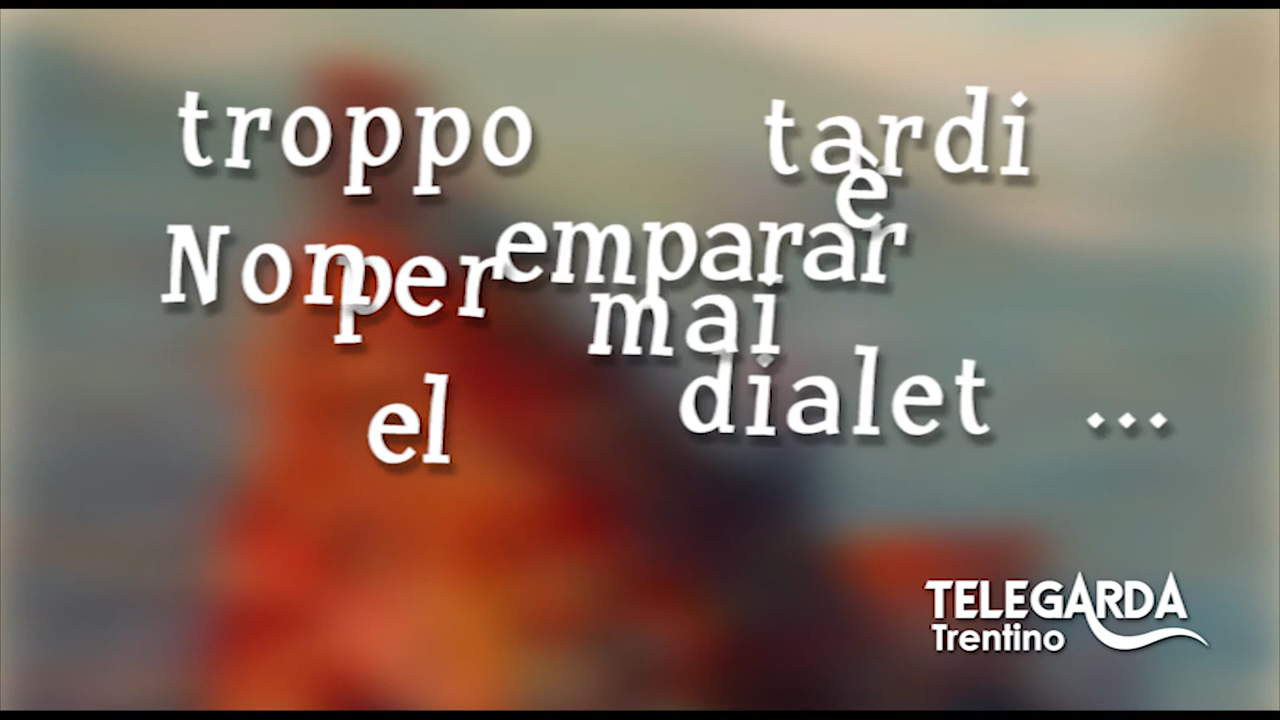 troppo tardi
è
Non per emparar
mai
el dialet ...
TELEGARDA
Trentino